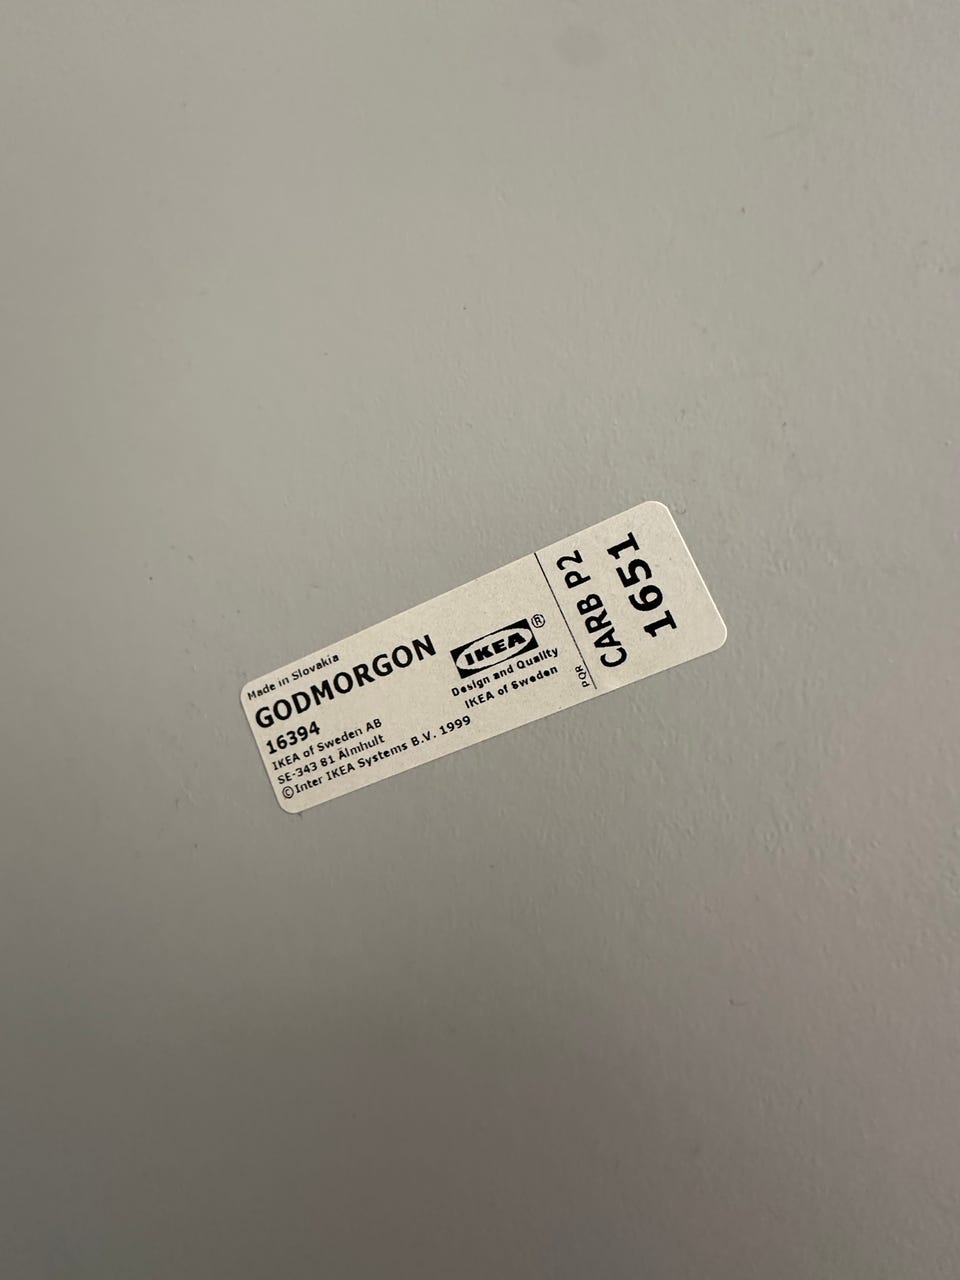 Made in Slovakia
GODMORGON
16394
IKEA of Sweden AB
SE-343 81 Älmhult
©Inter IKEA Systems B.V. 1999
IKEA®
Design and Quality
IKEA of Sweden
PQR
CARB P2
1651